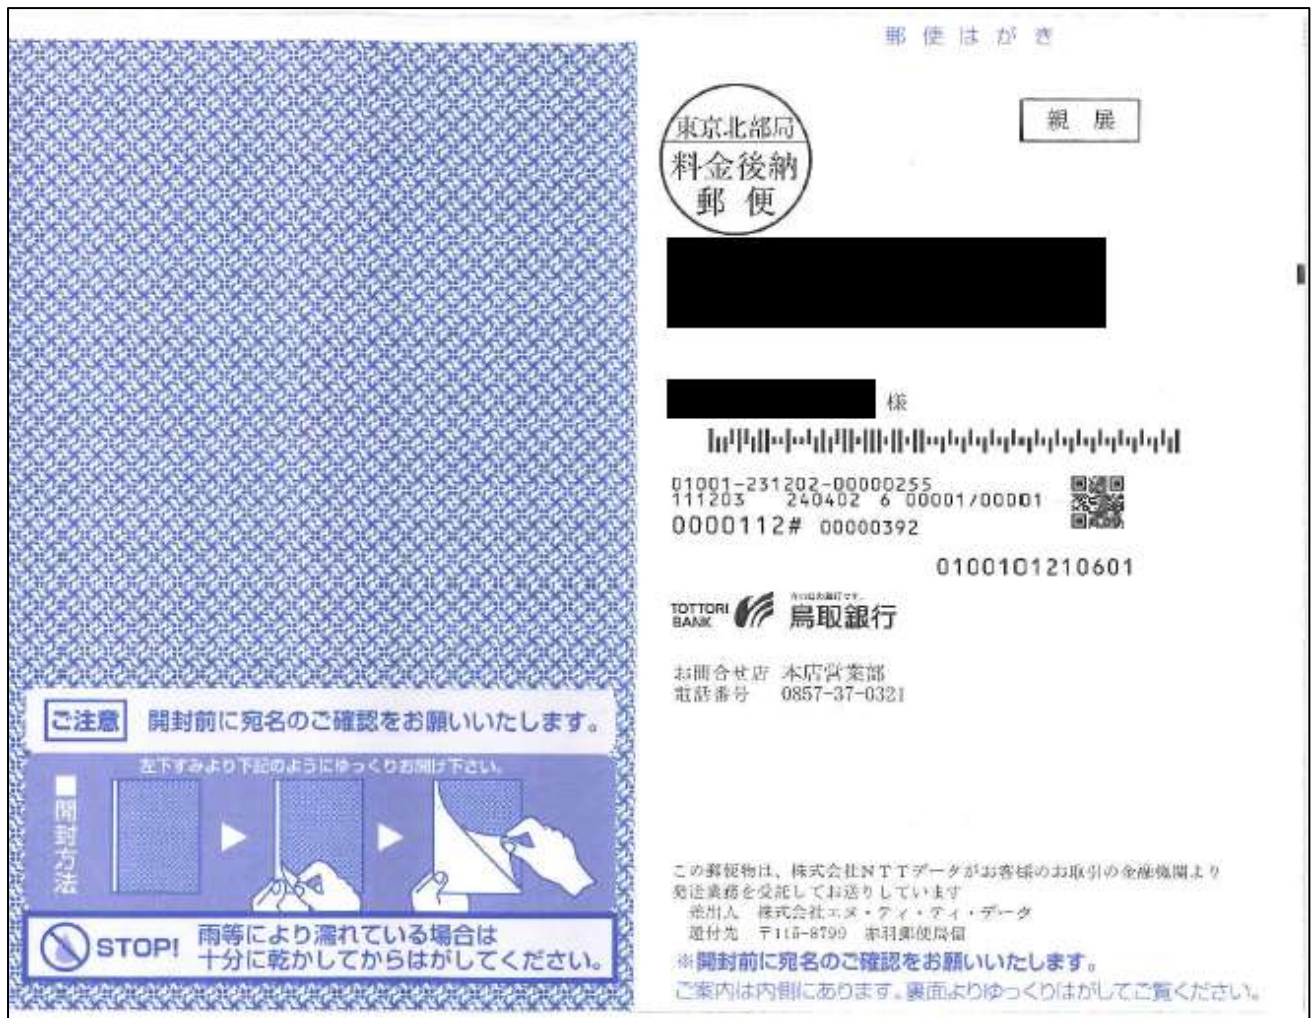 郵便はがき
東京北部局
料金後納
郵便
親展
様
01001-231202-00000255
111203 240402 6 00001/00001
0000112# 00000392
0100101210601
TOTTORI
BANK
鳥取銀行
お問合せ店 本店営業部
電話番号 0857-37-0321
この郵便物は、株式会社NTTデータがお客様のお取引の金融機関より
発送業務を受託してお送りしています
差出人 株式会社エヌ・ティ・ティ・データ
還付先 〒115-8799 赤羽郵便局留
※開封前に宛名のご確認をお願いいたします。
ご案内は内側にあります。裏面よりゆっくりはがしてご覧ください。
ご注意 開封前に宛名のご確認をお願いいたします。
左下すみより下記のようにゆっくりお開け下さい。
■開封方法
STOP! 雨等により濡れている場合は
十分に乾かしてからはがしてください。